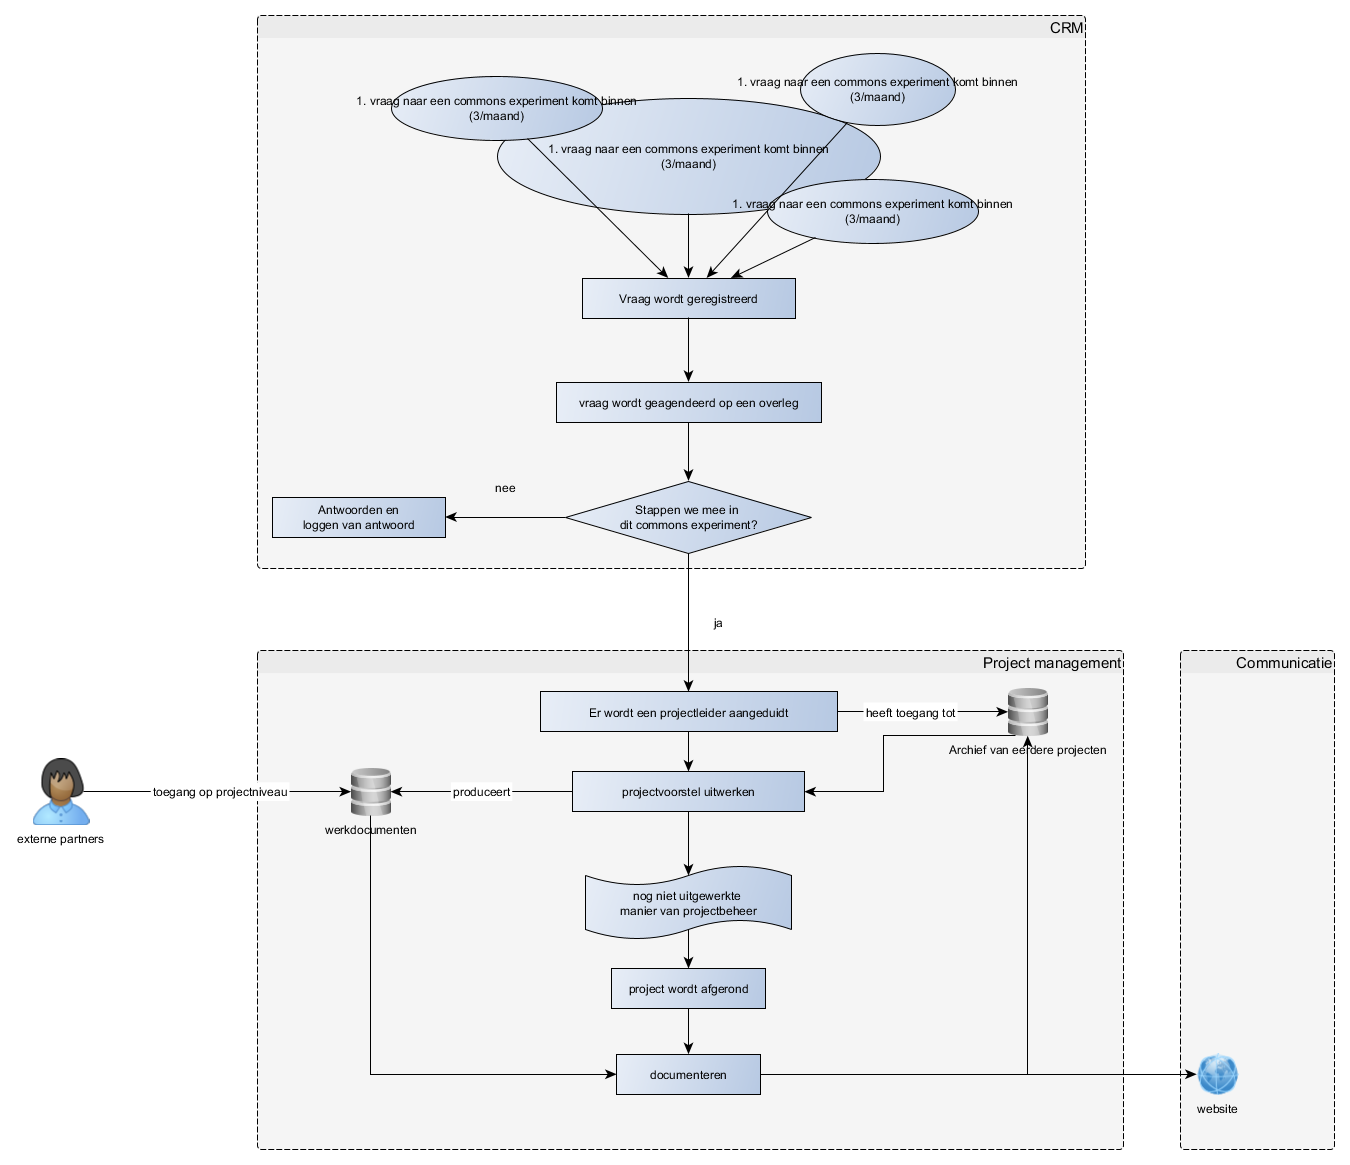 CRM
1. vraag naar een commons experiment komt binnen
(3/maand)
1. vraag naar een commons experiment komt binnen
(3/maand)
1. vraag naar een commons experiment komt binnen
(3/maand)
1. vraag naar een commons experiment komt binnen
(3/maand)
Vraag wordt geregistreerd
vraag wordt geagendeerd op een overleg
nee
Antwoorden en
loggen van antwoord
Stappen we mee in
dit commons experiment?
ja
Project management
Communicatie
Er wordt een projectleider aangeduidt
heeft toegang tot
Archief van eerdere projecten
toegang op projectniveau
produceert
projectvoorstel uitwerken
externe partners
werkdocumenten
nog niet uitgewerkte
manier van projectbeheer
project wordt afgerond
documenteren
website